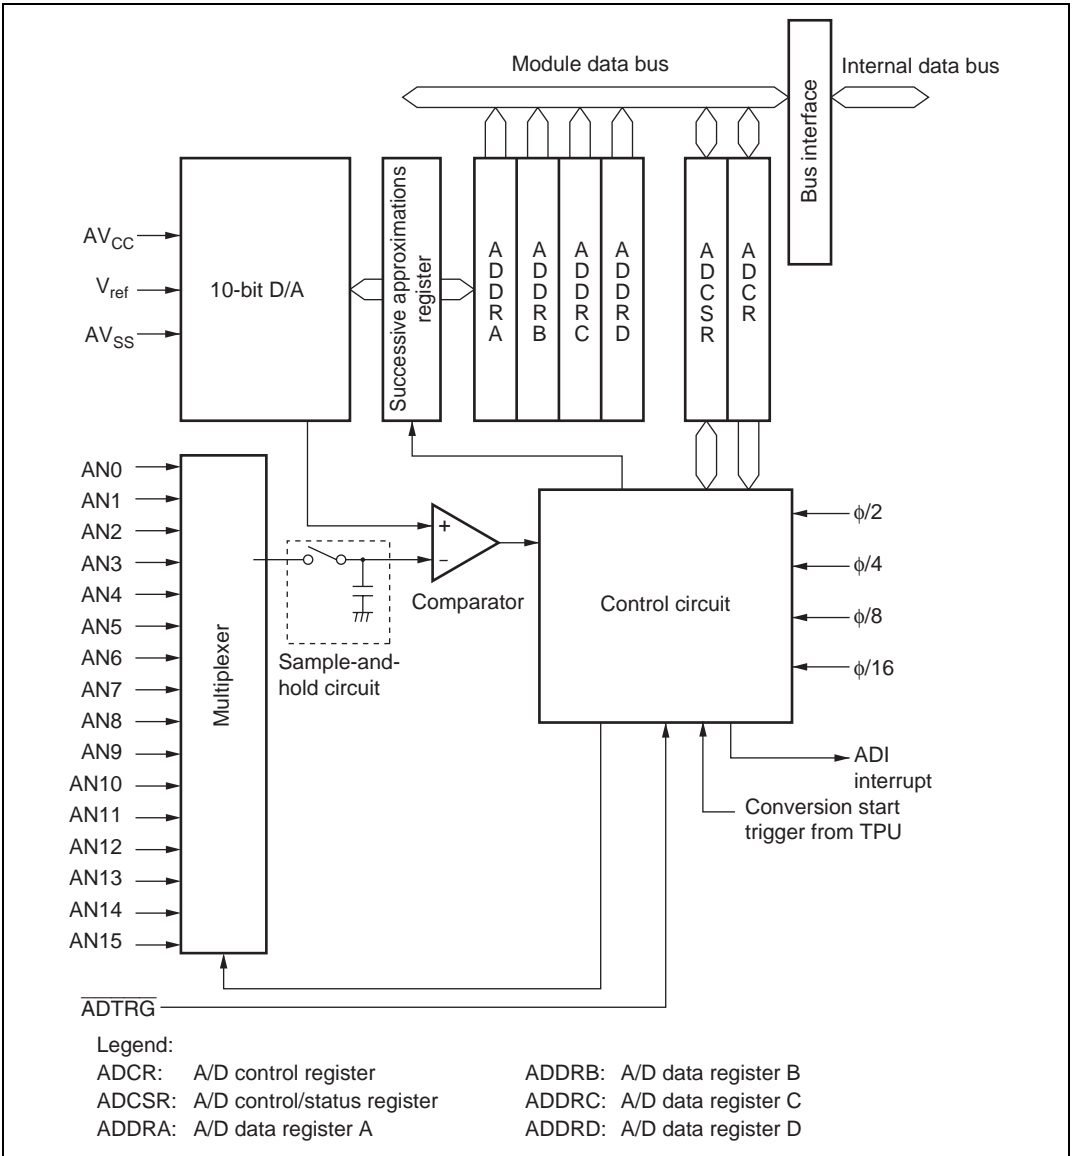 Module data bus
Internal data bus
Bus interface
AVCC
Vref
AVSS
10-bit D/A
Successive approximations
register
ADDRA
ADDRB
ADDRC
ADDRD
ADCSR
ADCR
AN0
AN1
AN2
AN3
AN4
AN5
AN6
AN7
AN8
AN9
AN10
AN11
AN12
AN13
AN14
AN15
Multiplexer
+
−
Comparator
Sample-and-
hold circuit
Control circuit
ϕ/2
ϕ/4
ϕ/8
ϕ/16
ADI
interrupt
Conversion start
trigger from TPU
ADTRG
Legend:
ADCR: A/D control register
ADCSR: A/D control/status register
ADDRA: A/D data register A
ADDRB: A/D data register B
ADDRC: A/D data register C
ADDRD: A/D data register D